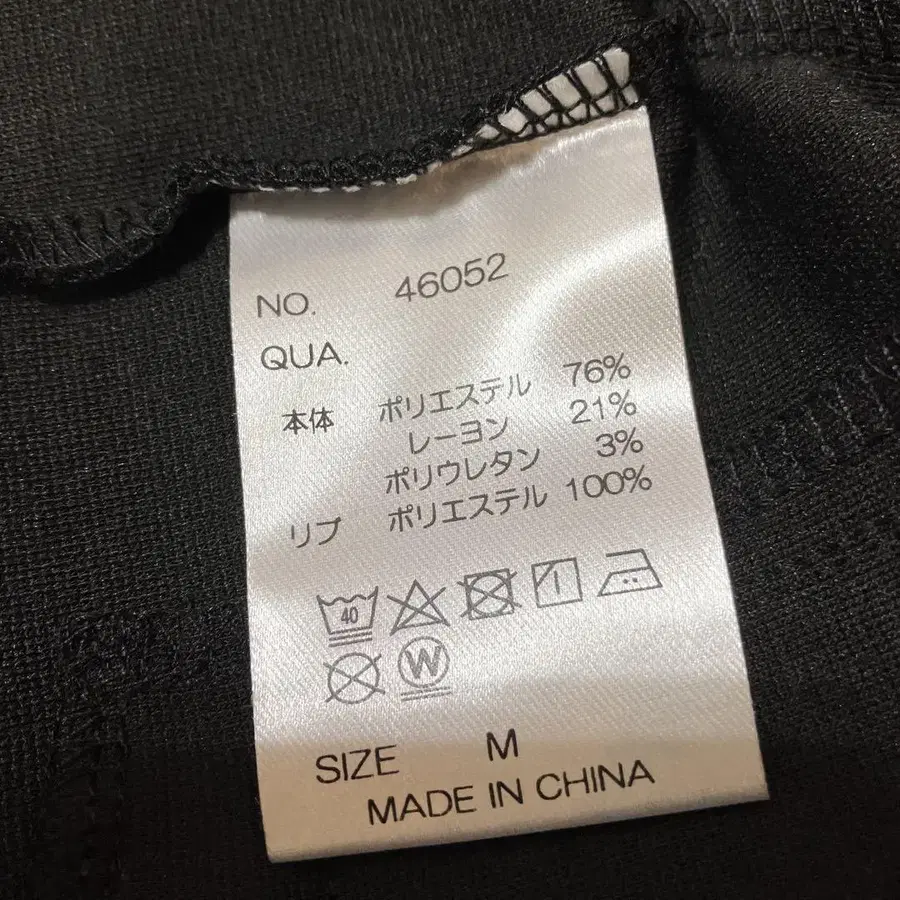 NO. 46052
QUA.
本体 ポリエステル 76%
レーヨン 21%
ポリウレタン 3%
リブ ポリエステル 100%
40
W
SIZE M
MADE IN CHINA